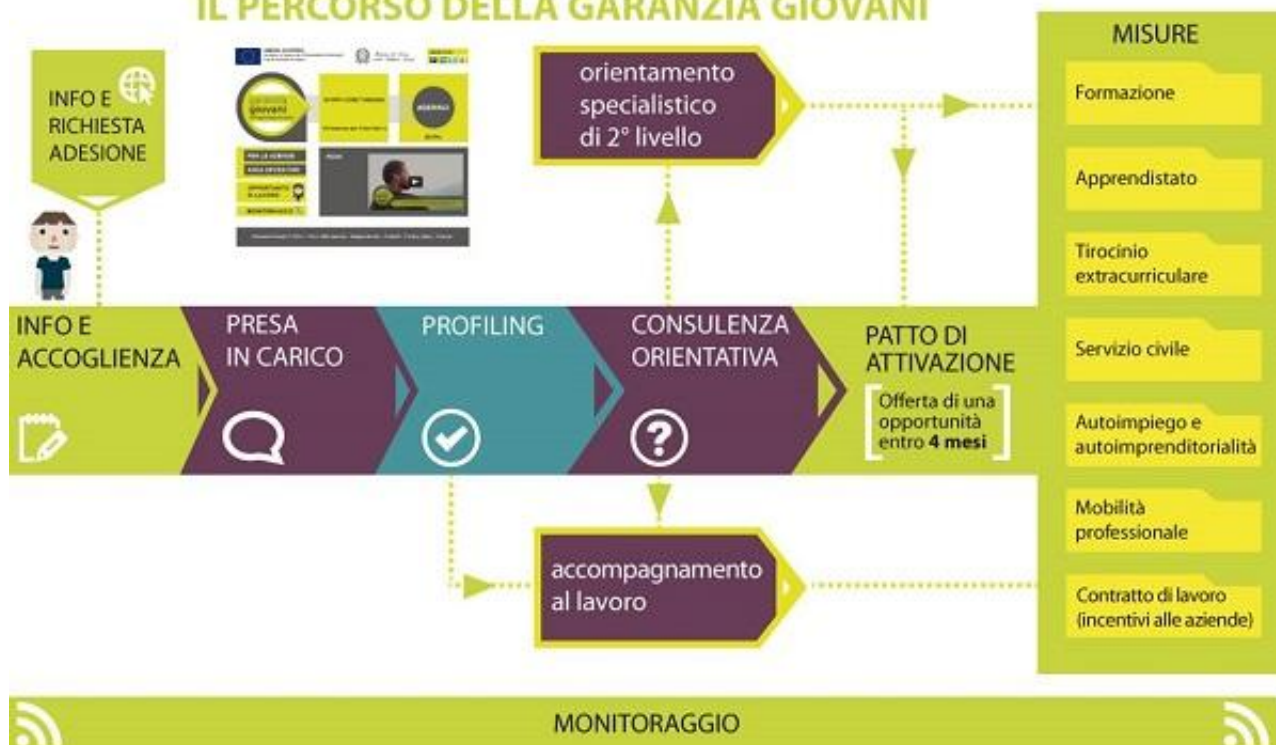 IL PERCORSO DELLA GARANZIA GIOVANI
INFO E
RICHIESTA
ADESIONE
giovani
orientamento
specialistico
di 2° livello
INFO E
ACCOGLIENZA
PRESA
IN CARICO
PROFILING
CONSULENZA
ORIENTATIVA
PATTO DI
ATTIVAZIONE
Offerta di una
opportunità
entro 4 mesi
accompagnamento
al lavoro
MISURE
Formazione
Apprendistato
Tirocinio
extracurriculare
Servizio civile
Autoimpiego e
autoimprenditorialità
Mobilità
professionale
Contratto di lavoro
(incentivi alle aziende)
MONITORAGGIO